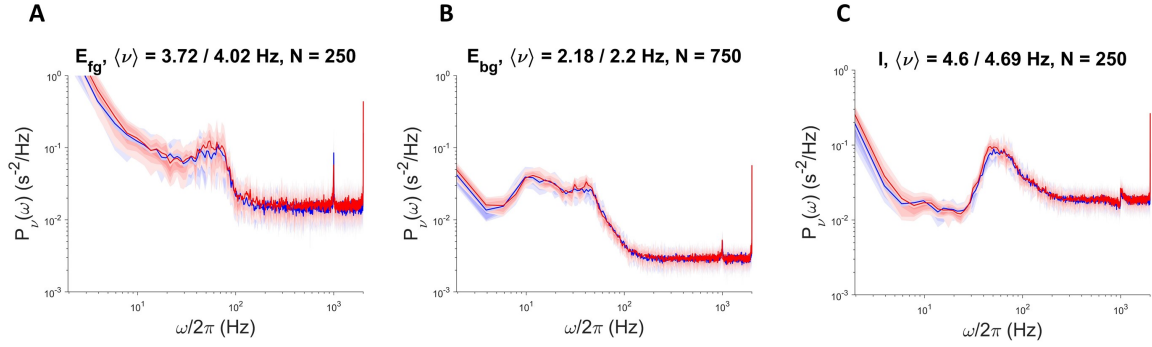 A
E_fg, ⟨ν⟩ = 3.72 / 4.02 Hz, N = 250
10^0
10^-1
10^-2
10^-3
P_ν(ω) (s^-2/Hz)
10^1
10^2
10^3
ω/2π (Hz)
B
E_bg, ⟨ν⟩ = 2.18 / 2.2 Hz, N = 750
10^0
10^-1
10^-2
10^-3
P_ν(ω) (s^-2/Hz)
10^1
10^2
10^3
ω/2π (Hz)
C
I, ⟨ν⟩ = 4.6 / 4.69 Hz, N = 250
10^0
10^-1
10^-2
10^-3
P_ν(ω) (s^-2/Hz)
10^1
10^2
10^3
ω/2π (Hz)